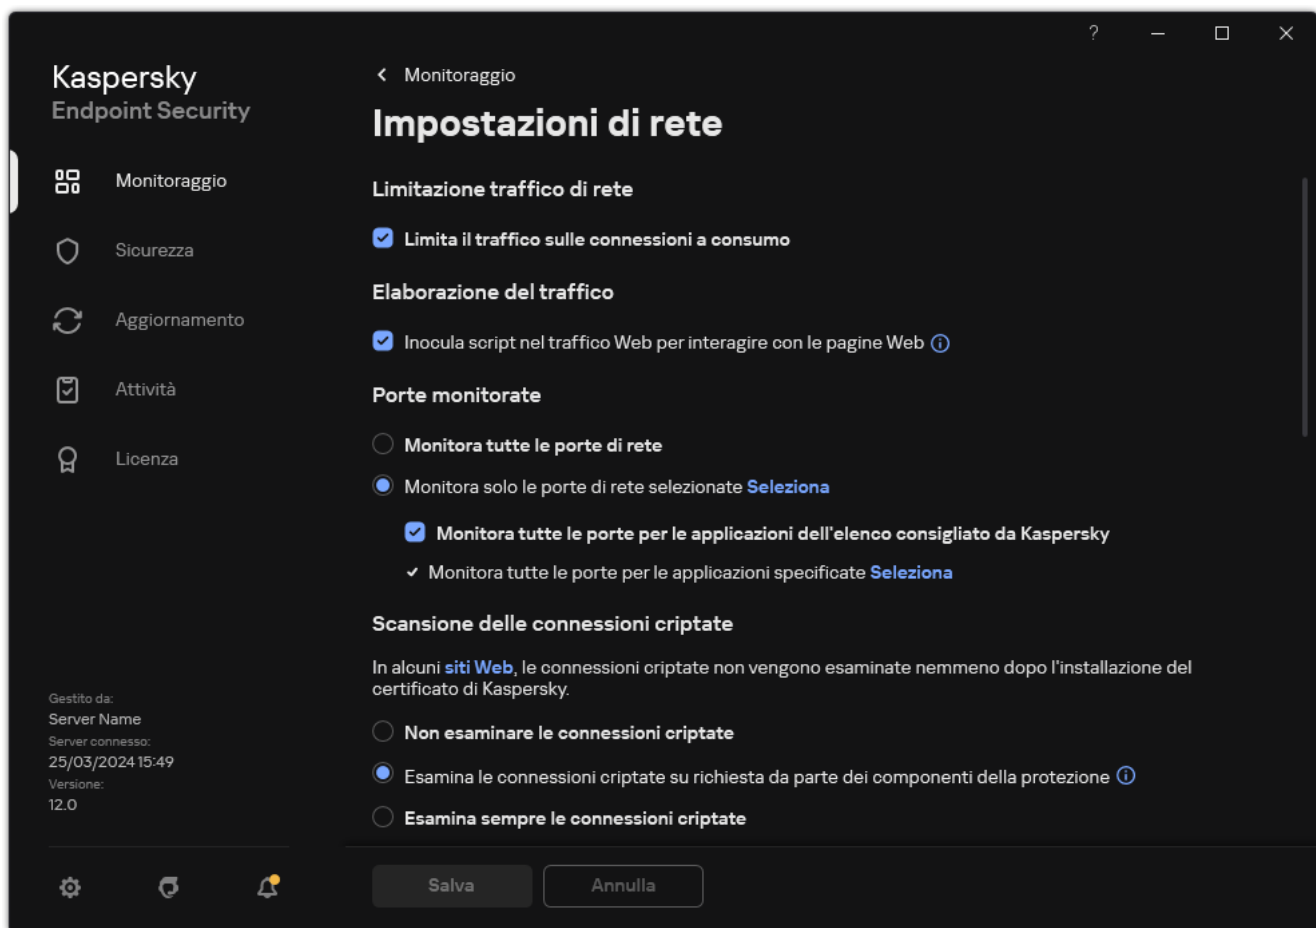 ?
Kaspersky
Endpoint Security
Monitoraggio
Sicurezza
Aggiornamento
Attività
Licenza
Gestito da:
Server Name
Server connesso:
25/03/2024 15:49
Versione:
12.0
Monitoraggio
Impostazioni di rete
Limitazione traffico di rete
Limita il traffico sulle connessioni a consumo
Elaborazione del traffico
Inocula script nel traffico Web per interagire con le pagine Web
Porte monitorate
Monitora tutte le porte di rete
Monitora solo le porte di rete selezionate Seleziona
Monitora tutte le porte per le applicazioni dell'elenco consigliato da Kaspersky
Monitora tutte le porte per le applicazioni specificate Seleziona
Scansione delle connessioni criptate
In alcuni siti Web, le connessioni criptate non vengono esaminate nemmeno dopo l'installazione del
certificato di Kaspersky.
Non esaminare le connessioni criptate
Esamina le connessioni criptate su richiesta da parte dei componenti della protezione
Esamina sempre le connessioni criptate
Salva
Annulla